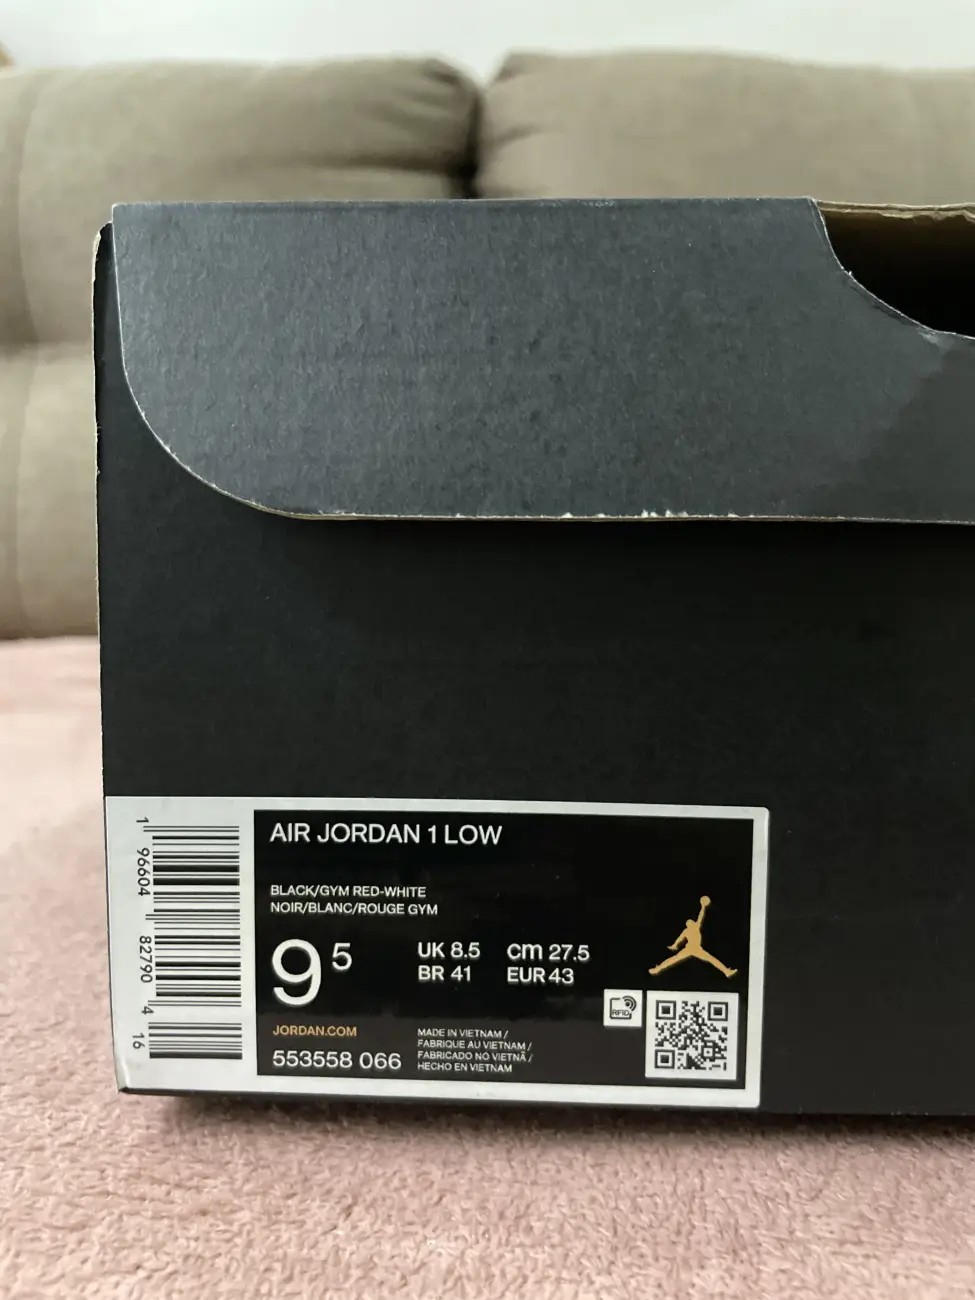 AIR JORDAN 1 LOW
BLACK/GYM RED-WHITE
NOIR/BLANC/ROUGE GYM
9 5
UK 8.5
BR 41
cm 27.5
EUR 43
RFID
JORDAN.COM
553558 066
MADE IN VIETNAM /
FABRIQUE AU VIETNAM /
FABRICADO NO VIETNÃ /
HECHO EN VIETNAM
1 96604 82790 4 16